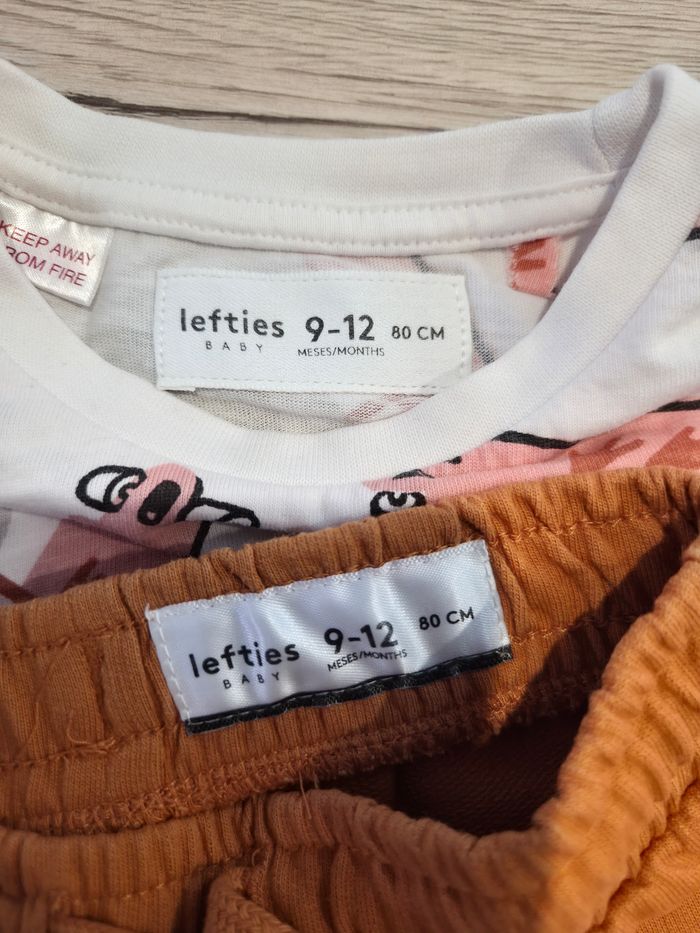 KEEP AWAY
FROM FIRE
lefties 9-12 80 CM
BABY MESES/MONTHS
lefties 9-12 80 CM
BABY MESES/MONTHS